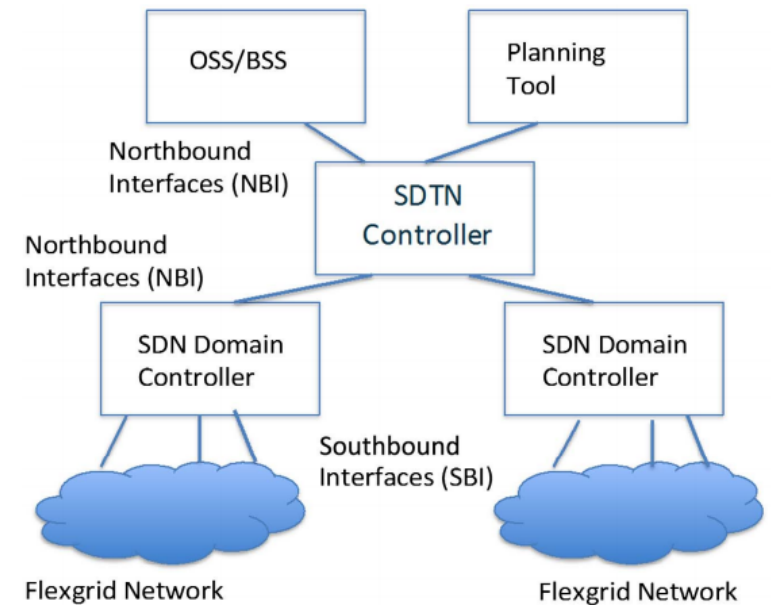 OSS/BSS
Planning
Tool
Northbound
Interfaces (NBI)
SDTN
Controller
Northbound
Interfaces (NBI)
SDN Domain
Controller
SDN Domain
Controller
Southbound
Interfaces (SBI)
Flexgrid Network
Flexgrid Network